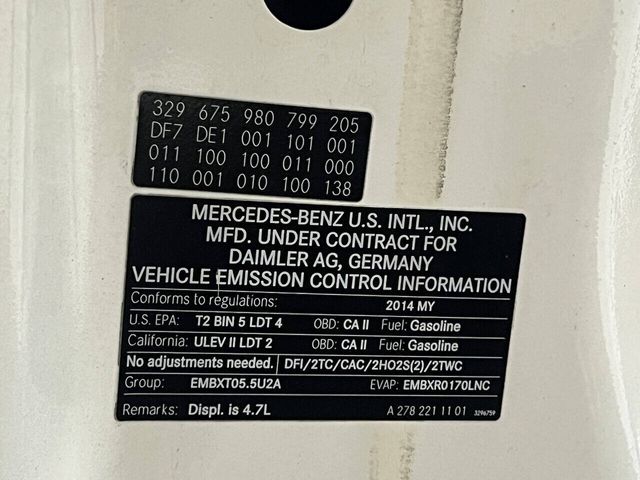 329 675 980 799 205
DF7 DE1 001 101 001
011 100 100 011 000
110 001 010 100 138
MERCEDES-BENZ U.S. INTL., INC.
MFD. UNDER CONTRACT FOR
DAIMLER AG, GERMANY
VEHICLE EMISSION CONTROL INFORMATION
Conforms to regulations: 2014 MY
U.S. EPA: T2 BIN 5 LDT 4 OBD: CA II Fuel: Gasoline
California: ULEV II LDT 2 OBD: CA II Fuel: Gasoline
No adjustments needed. DFI/2TC/CAC/2HO2S(2)/2TWC
Group: EMBXT05.5U2A EVAP: EMBXR0170LNC
Remarks: Displ. is 4.7L A 278 221 11 01 3296759